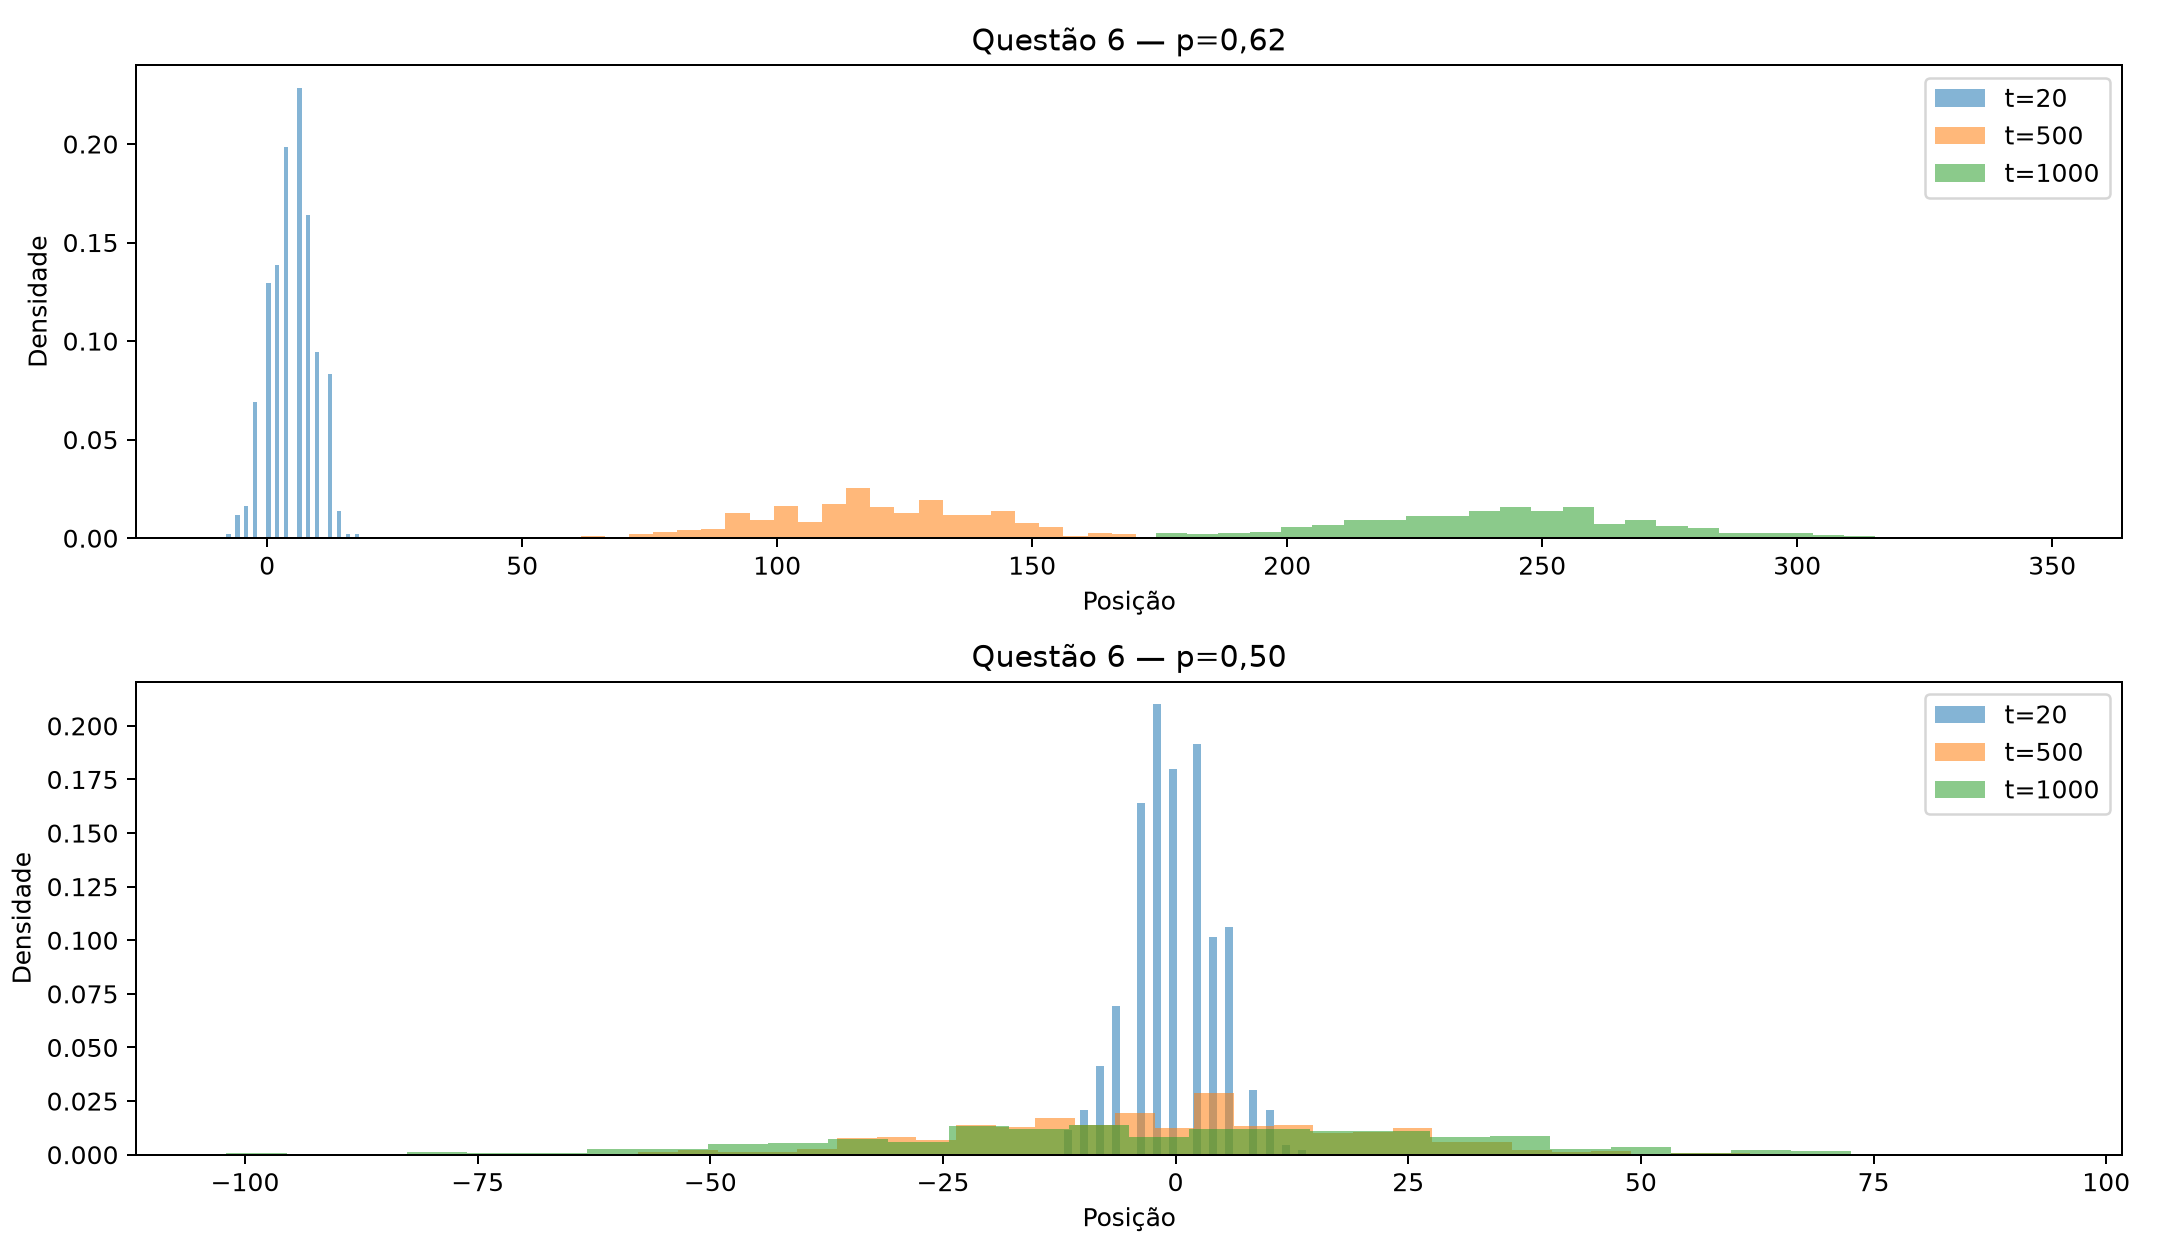 Questão 6 — p=0,62
t=20
t=500
t=1000
Densidade
0.20
0.15
0.10
0.05
0.00
0 50 100 150 200 250 300 350
Posição
Questão 6 — p=0,50
t=20
t=500
t=1000
Densidade
0.200
0.175
0.150
0.125
0.100
0.075
0.050
0.025
0.000
−100 −75 −50 −25 0 25 50 75 100
Posição